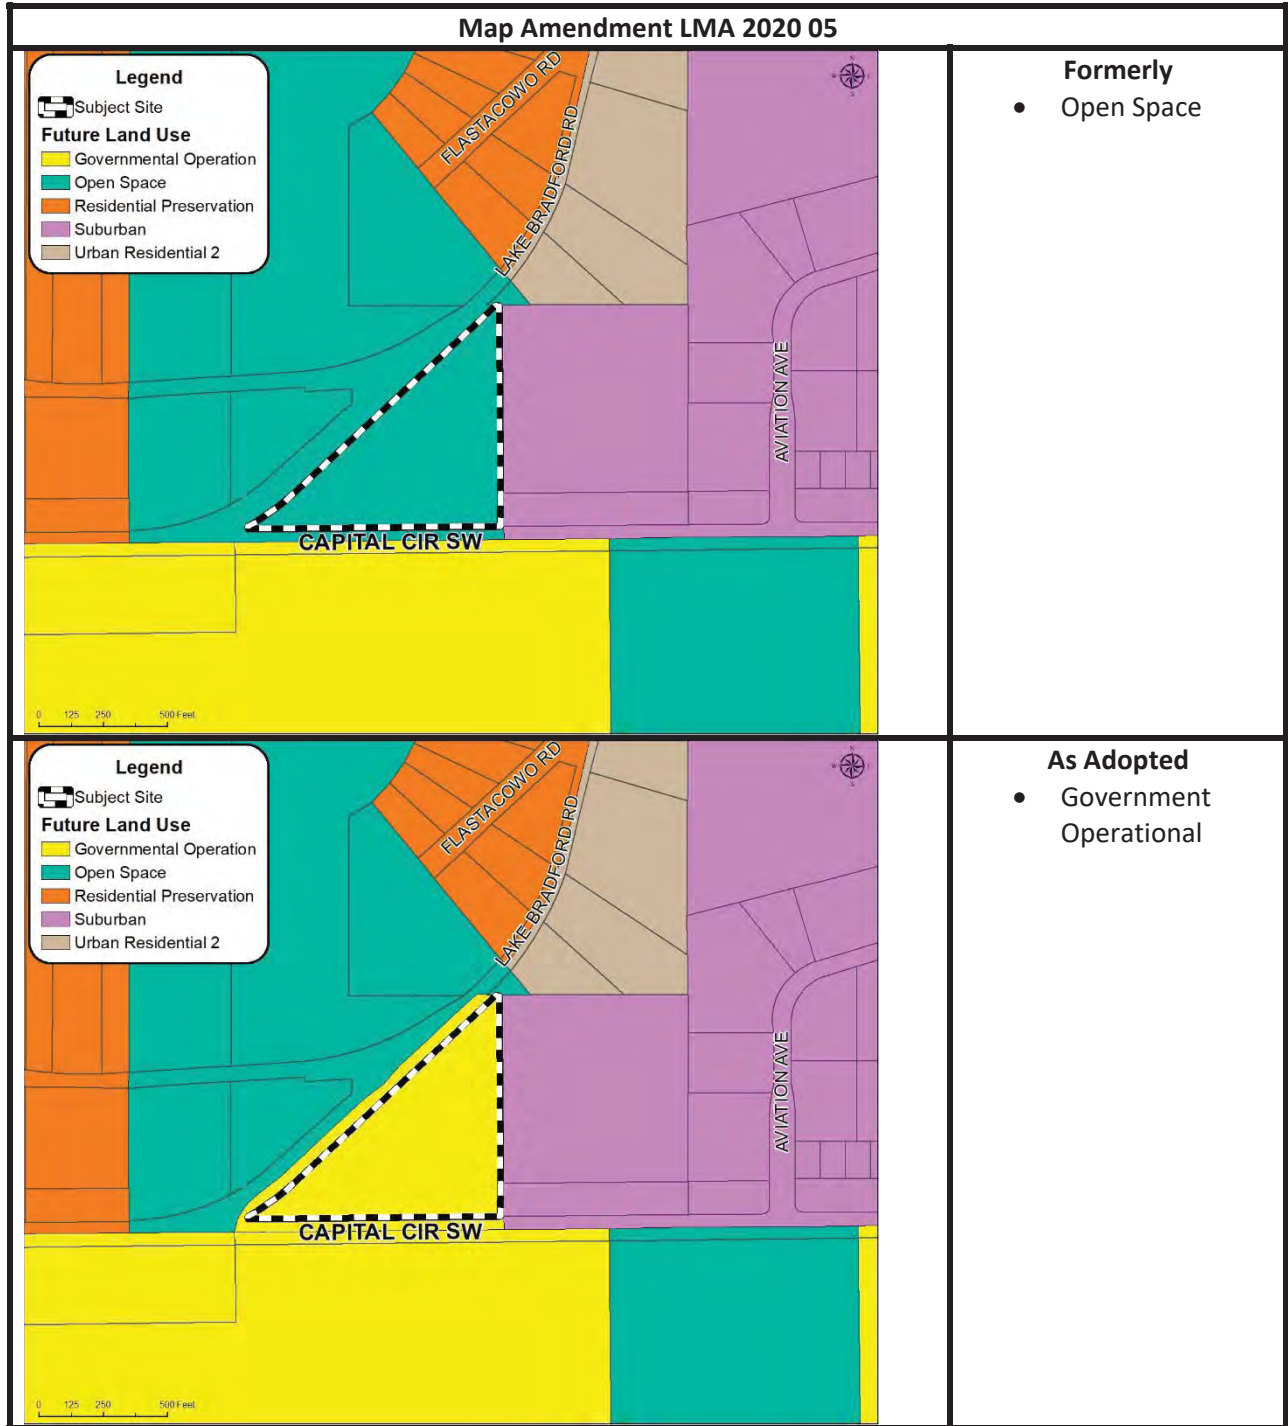 Map Amendment LMA 2020 05
Legend
Subject Site
Future Land Use
Governmental Operation
Open Space
Residential Preservation
Suburban
Urban Residential 2
FLASTACOWO RD
LAKE BRADFORD RD
AVIATION AVE
CAPITAL CIR SW
0 125 250 500 Feet
N
W
E
S
Formerly
• Open Space
Legend
Subject Site
Future Land Use
Governmental Operation
Open Space
Residential Preservation
Suburban
Urban Residential 2
FLASTACOWO RD
LAKE BRADFORD RD
AVIATION AVE
CAPITAL CIR SW
0 125 250 500 Feet
N
W
E
S
As Adopted
• Government
Operational